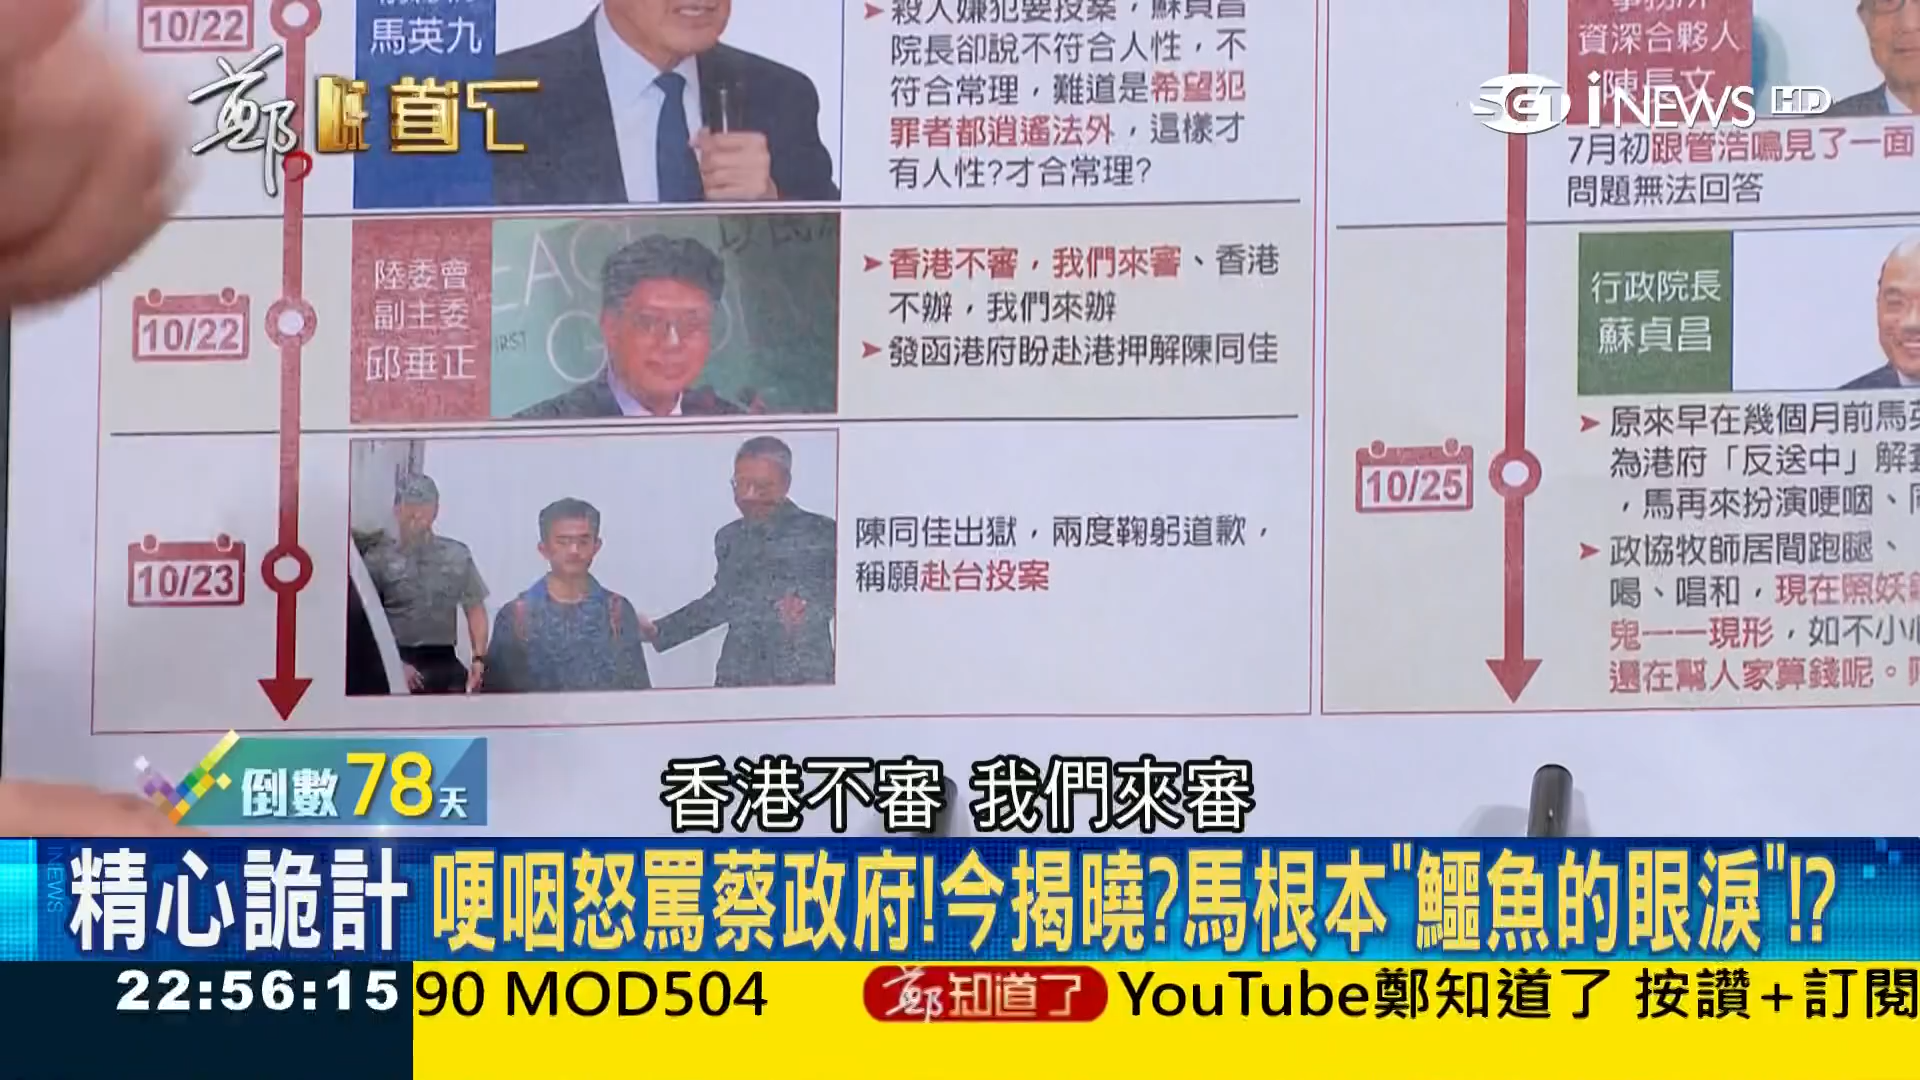 10/22
馬英九
院長卻說不符合人性，不
符合常理，難道是希望犯
罪者都逍遙法外，這樣才
有人性?才合常理?
資深合夥人
陳長文
7月初跟管浩鳴見了一面
問題無法回答
鄭
iNEWS HD
10/22
陸委會
副主委
邱垂正
➤香港不審，我們來審、香港
不辦，我們來辦
➤發函港府盼赴港押解陳同佳
行政院長
蘇貞昌
10/23
陳同佳出獄，兩度鞠躬道歉，
稱願赴台投案
10/25
➤原來早在幾個月前馬英
為港府「反送中」解套
，馬再來扮演哽咽、
➤政協牧師居間跑腿、
喝、唱和，現在照妖
鬼一一現形，如不小心
還在幫人家算錢呢。
倒數78天
香港不審 我們來審
iNEWS
精心詭計 哽咽怒罵蔡政府!今揭曉?馬根本"鱷魚的眼淚"!?
22:56:15
90 MOD504 鄭知道了 YouTube鄭知道了 按讚+訂閱